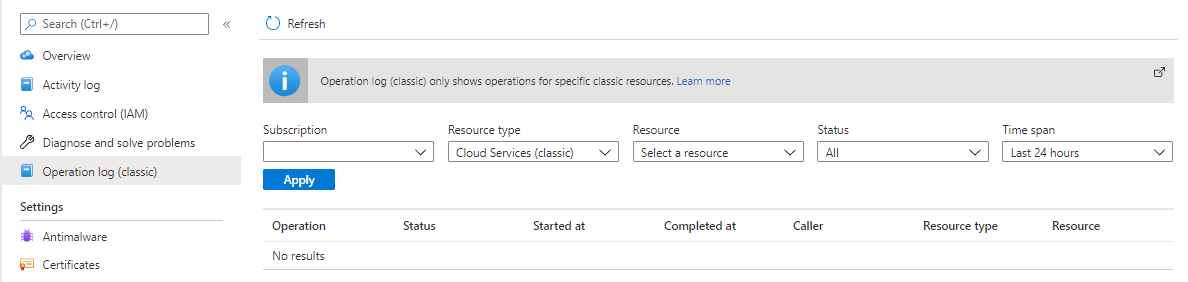 Search (Ctrl+/)
«
Overview
Activity log
Access control (IAM)
Diagnose and solve problems
Operation log (classic)
Settings
Antimalware
Certificates
Refresh
Operation log (classic) only shows operations for specific classic resources. Learn more
Subscription Resource type Resource Status Time span
Cloud Services (classic) Select a resource All Last 24 hours
Apply
Operation Status Started at Completed at Caller Resource type Resource
No results